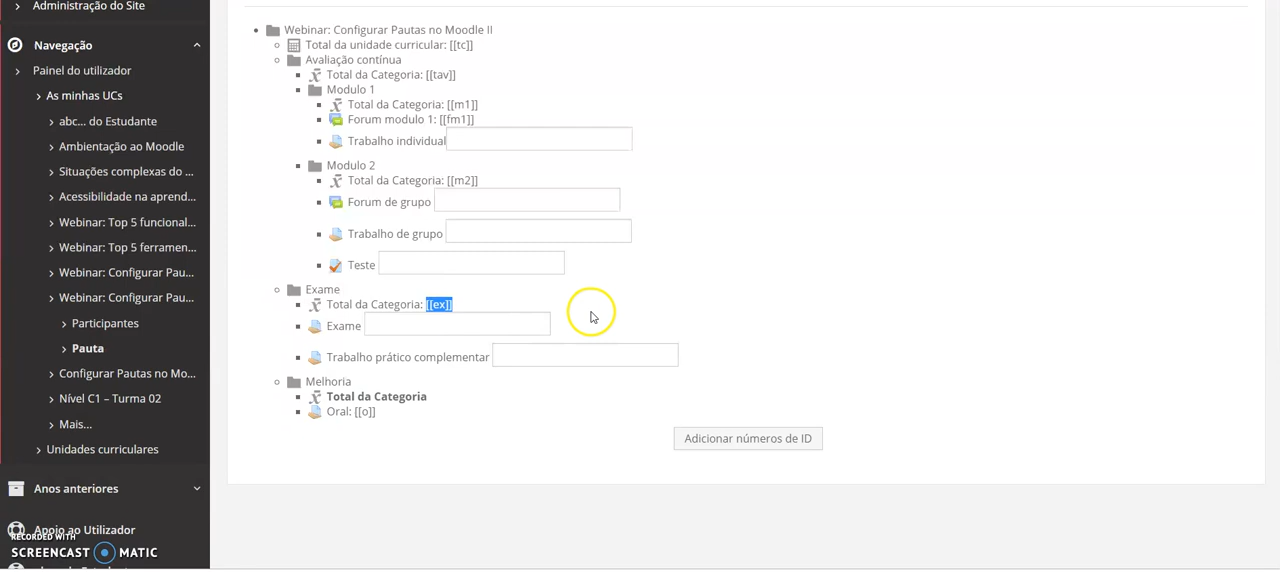 Administração do Site
Navegação
Painel do utilizador
As minhas UCs
abc... do Estudante
Ambientação ao Moodle
Situações complexas do ...
Acessibilidade na aprend...
Webinar: Top 5 funcional...
Webinar: Top 5 ferramen...
Webinar: Configurar Pau...
Webinar: Configurar Pau...
Participantes
Pauta
Configurar Pautas no Mo...
Nível C1 – Turma 02
Mais...
Unidades curriculares
Anos anteriores
Apoio ao Utilizador
RECORDED WITH
SCREENCAST MATIC
Webinar: Configurar Pautas no Moodle II
Total da unidade curricular: [[tc]]
Avaliação contínua
Total da Categoria: [[tav]]
Modulo 1
Total da Categoria: [[m1]]
Forum modulo 1: [[fm1]]
Trabalho individual
Modulo 2
Total da Categoria: [[m2]]
Forum de grupo
Trabalho de grupo
Teste
Exame
Total da Categoria: [[ex]]
Exame
Trabalho prático complementar
Melhoria
Total da Categoria
Oral: [[o]]
Adicionar números de ID